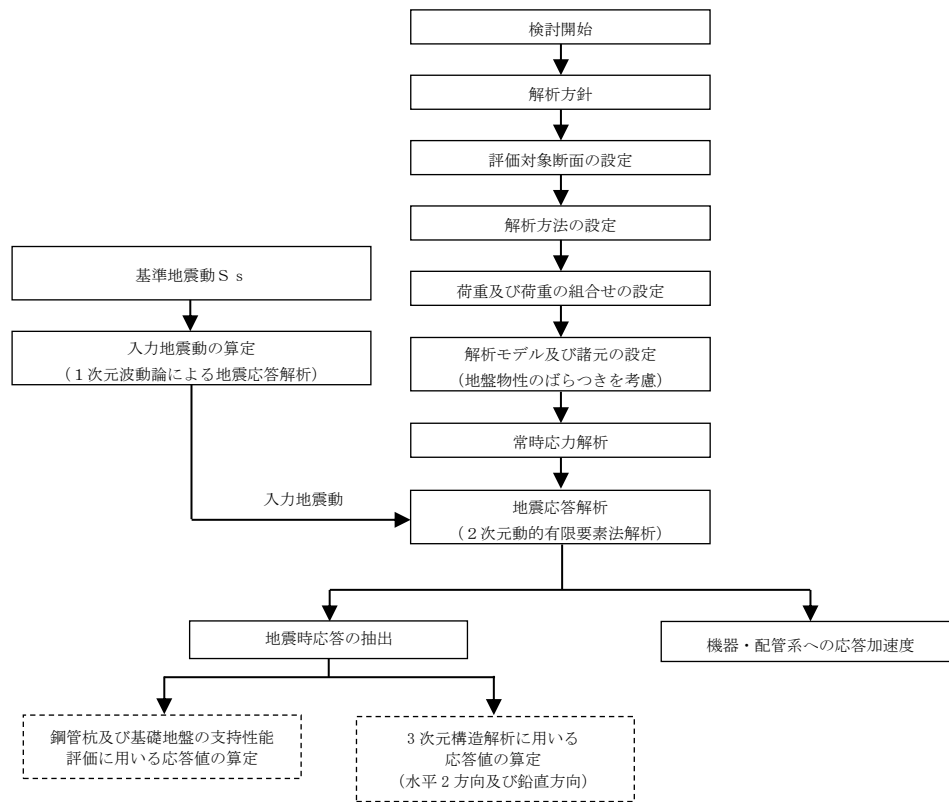 検討開始
解析方針
評価対象断面の設定
解析方法の設定
基準地震動Ｓｓ
荷重及び荷重の組合せの設定
入力地震動の算定
（１次元波動論による地震応答解析）
解析モデル及び諸元の設定
（地盤物性のばらつきを考慮）
常時応力解析
入力地震動
地震応答解析
（２次元動的有限要素法解析）
地震時応答の抽出
機器・配管系への応答加速度
鋼管杭及び基礎地盤の支持性能
評価に用いる応答値の算定
３次元構造解析に用いる
応答値の算定
（水平２方向及び鉛直方向）